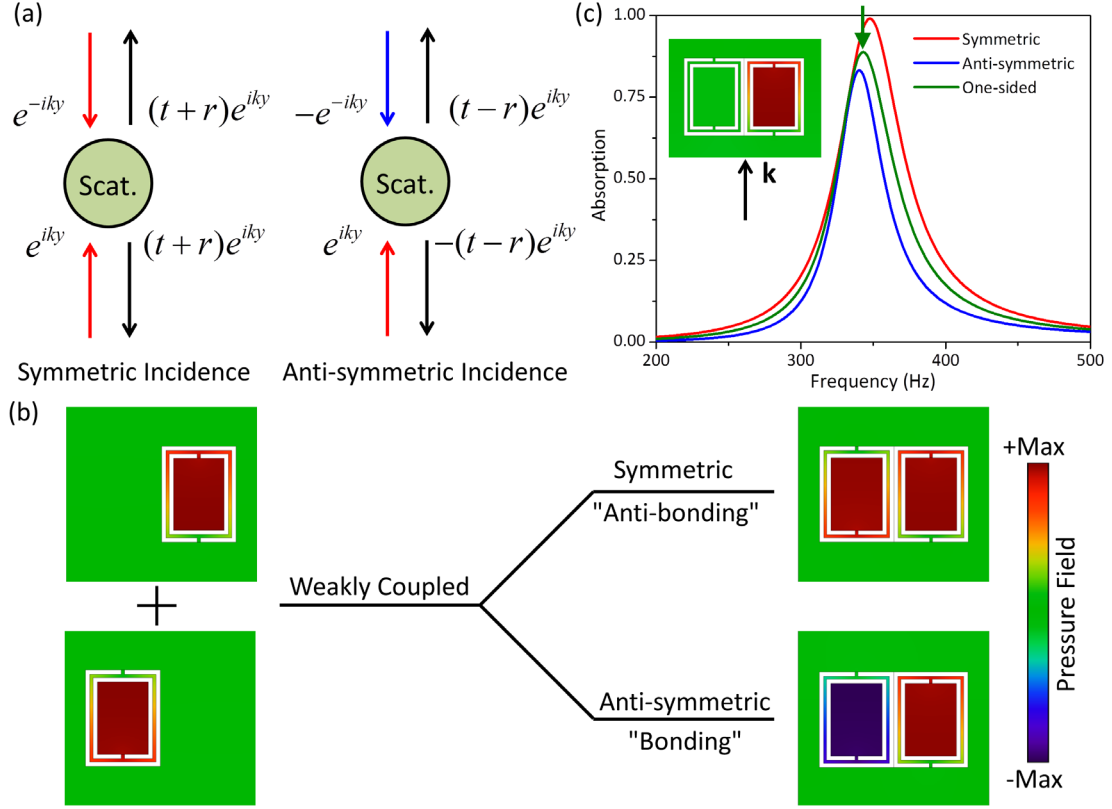 (a)
e^{-iky}
(t+r)e^{iky}
-e^{-iky}
(t-r)e^{iky}
Scat.
Scat.
e^{iky}
(t+r)e^{iky}
e^{iky}
-(t-r)e^{iky}
Symmetric Incidence
Anti-symmetric Incidence
(c)
1.00
0.75
0.50
0.25
0.00
Absorption
Symmetric
Anti-symmetric
One-sided
k
200
300
400
500
Frequency (Hz)
(b)
Weakly Coupled
Symmetric
"Anti-bonding"
Anti-symmetric
"Bonding"
+Max
Pressure Field
-Max